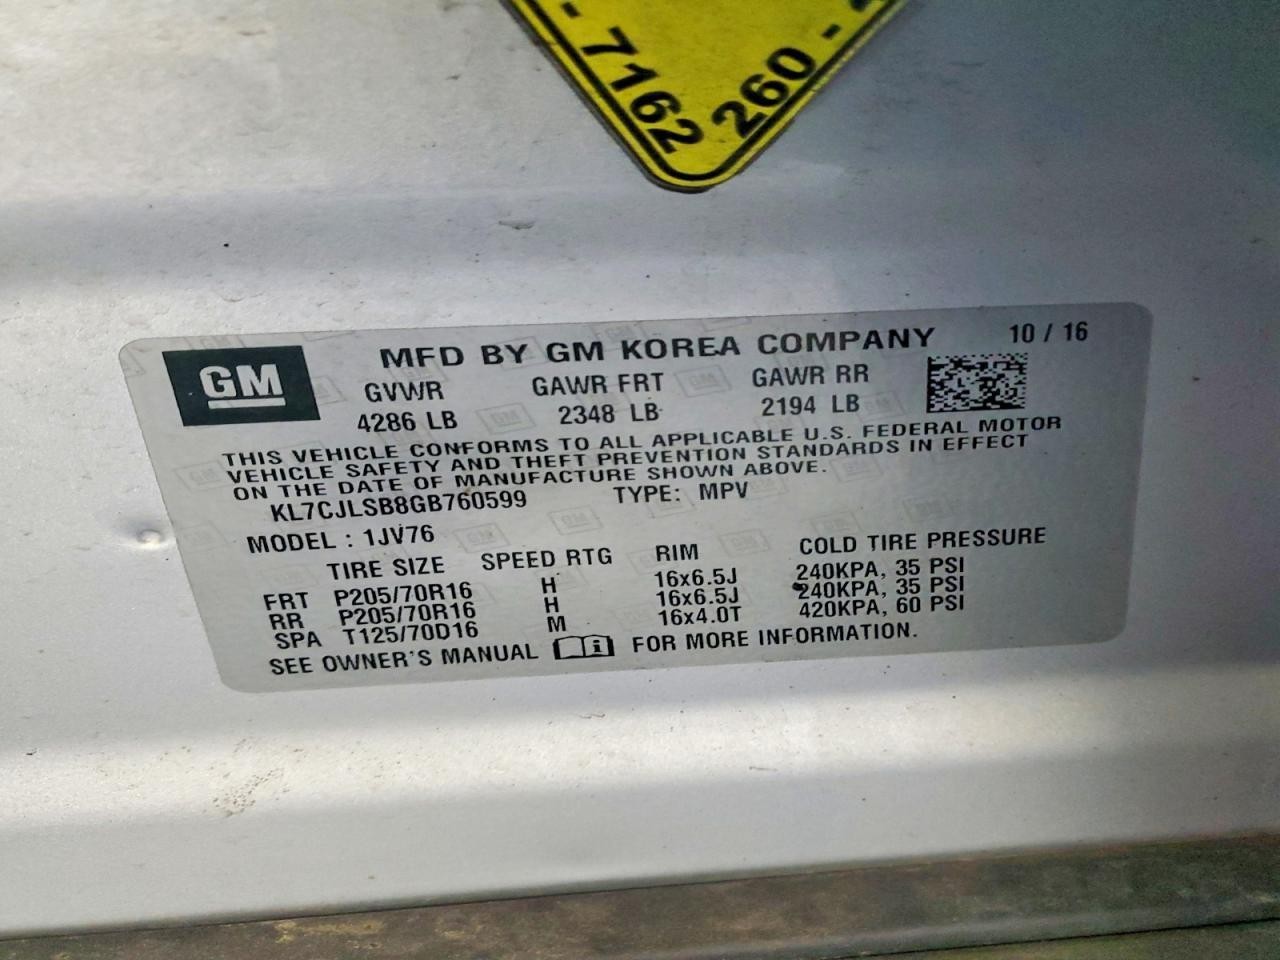 - 7162
260 -
GM
MFD BY GM KOREA COMPANY 10 / 16
GVWR GAWR FRT GAWR RR
4286 LB 2348 LB 2194 LB
THIS VEHICLE CONFORMS TO ALL APPLICABLE U.S. FEDERAL MOTOR
VEHICLE SAFETY AND THEFT PREVENTION STANDARDS IN EFFECT
ON THE DATE OF MANUFACTURE SHOWN ABOVE.
KL7CJLSB8GB760599 TYPE: MPV
MODEL : 1JV76
TIRE SIZE SPEED RTG RIM COLD TIRE PRESSURE
FRT P205/70R16 H 16x6.5J 240KPA, 35 PSI
RR P205/70R16 H 16x6.5J 240KPA, 35 PSI
SPA T125/70D16 M 16x4.0T 420KPA, 60 PSI
SEE OWNER'S MANUAL FOR MORE INFORMATION.